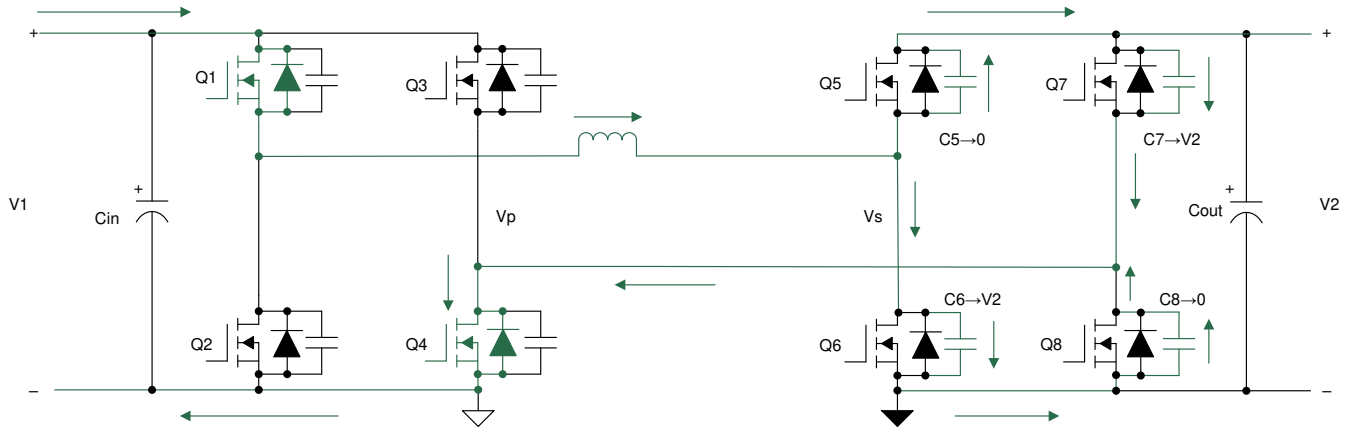 +
+
Q1
Q3
Q5
Q7
C5→0
C7→V2
V1
+
Cin
Vp
Vs
+
Cout
V2
C6→V2
C8→0
Q2
Q4
Q6
Q8
–
–